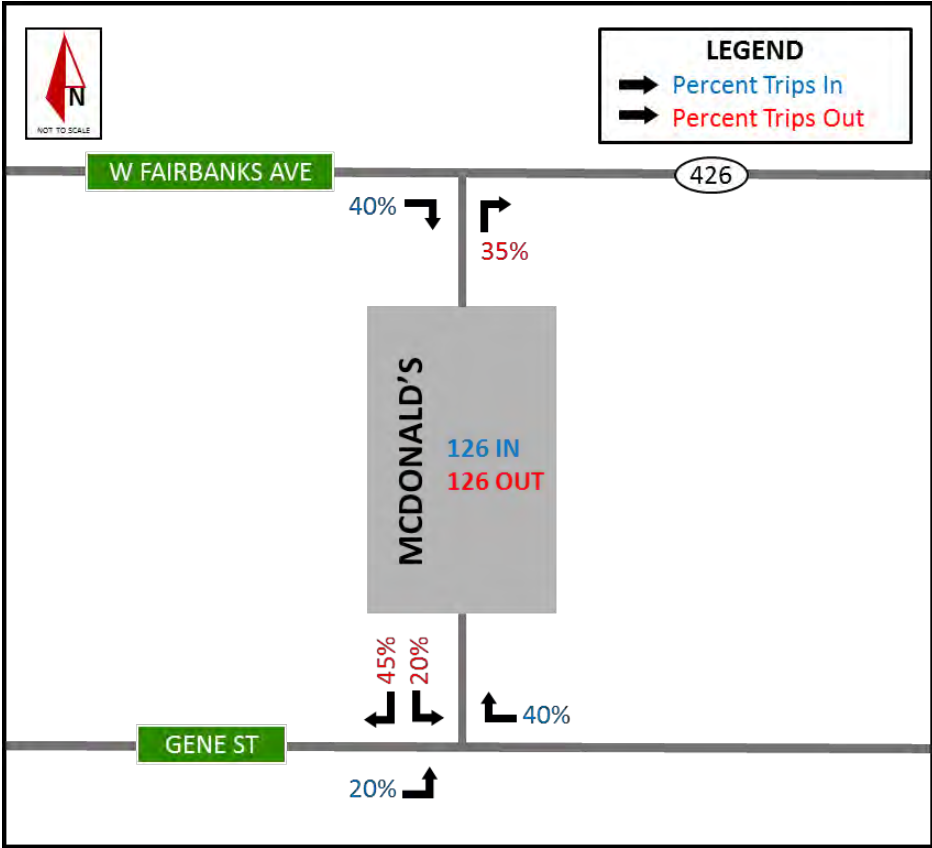 N
NOT TO SCALE
LEGEND
Percent Trips In
Percent Trips Out
W FAIRBANKS AVE
426
40%
35%
MCDONALD'S
126 IN
126 OUT
45%
20%
40%
GENE ST
20%